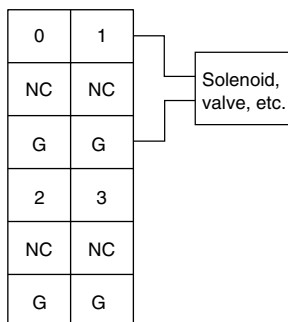 0 1
NC NC
G G
2 3
NC NC
G G
Solenoid,
valve, etc.